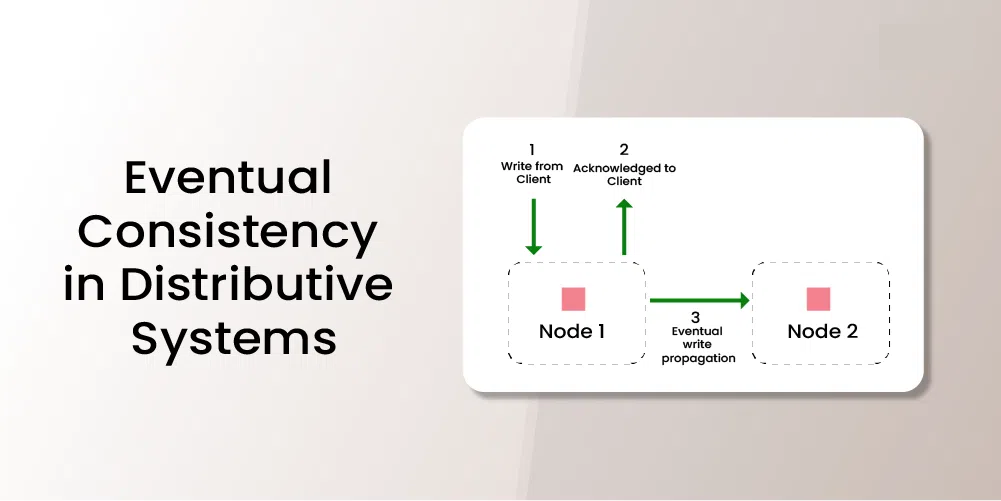 Eventual
Consistency
in Distributive
Systems
1
Write from
Client
2
Acknowledged to
Client
Node 1
3
Eventual
write
propagation
Node 2